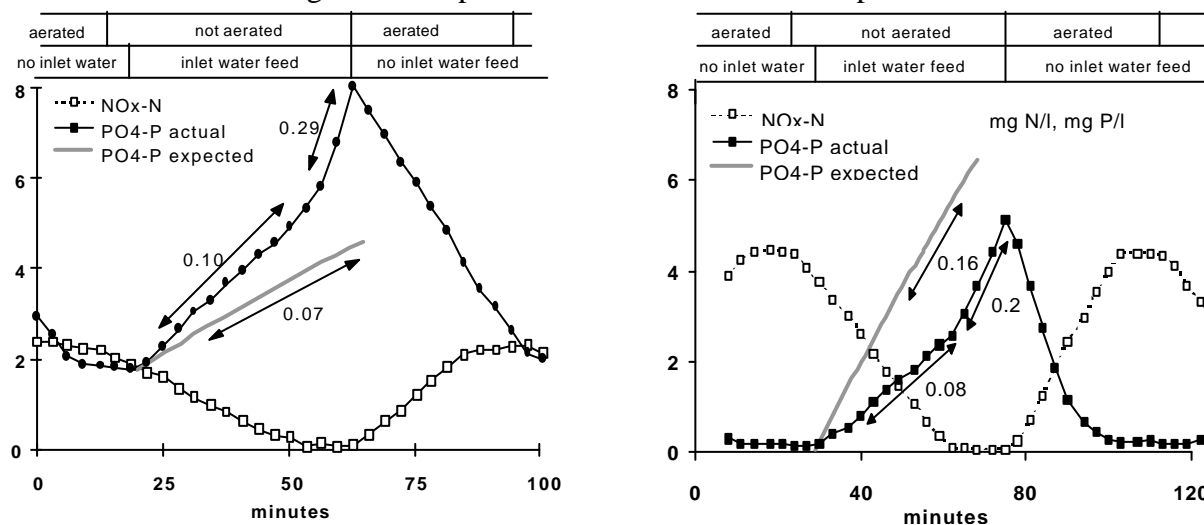 aerated not aerated aerated
no inlet water inlet water feed no inlet water feed
8
NOx-N
PO4-P actual
PO4-P expected
0.29
6
0.10
4
0.07
2
0
0 25 50 75 100
minutes
aerated not aerated aerated
no inlet water inlet water feed no inlet water feed
8
NOx-N
mg N/l, mg P/l
PO4-P actual
PO4-P expected
6
0.16
4
0.2
2
0.08
0
0 40 80 120
minutes